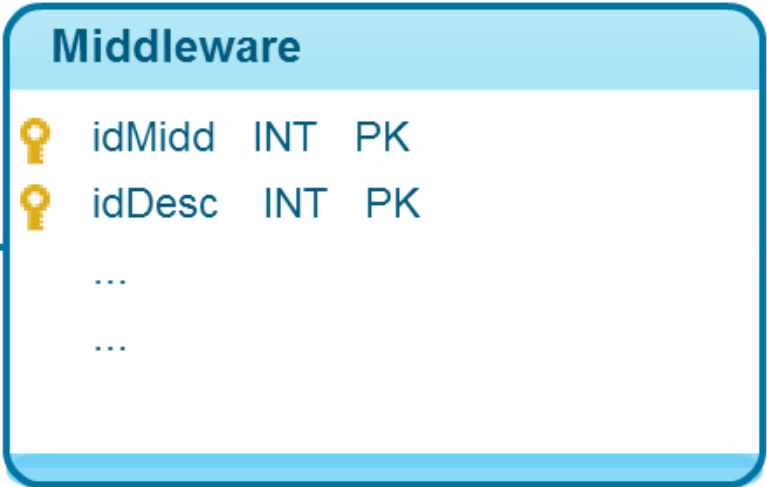 Middleware
idMidd INT PK
idDesc INT PK
...
...